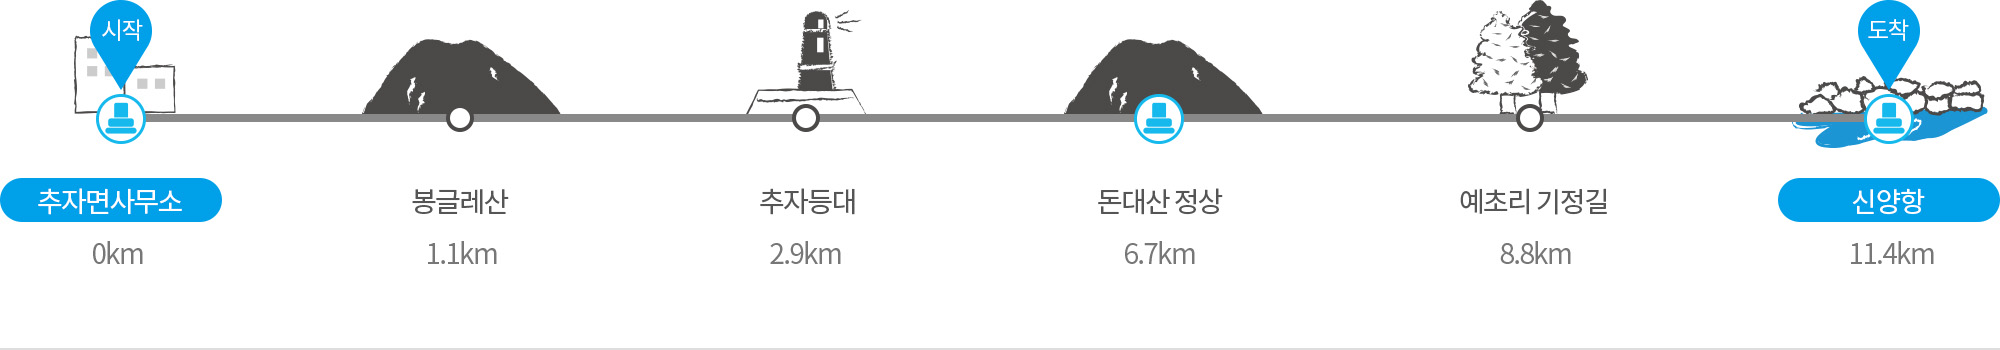 시작
도착
추자면사무소
봉글레산
추자등대
돈대산 정상
예초리 기정길
신양항
0km
1.1km
2.9km
6.7km
8.8km
11.4km